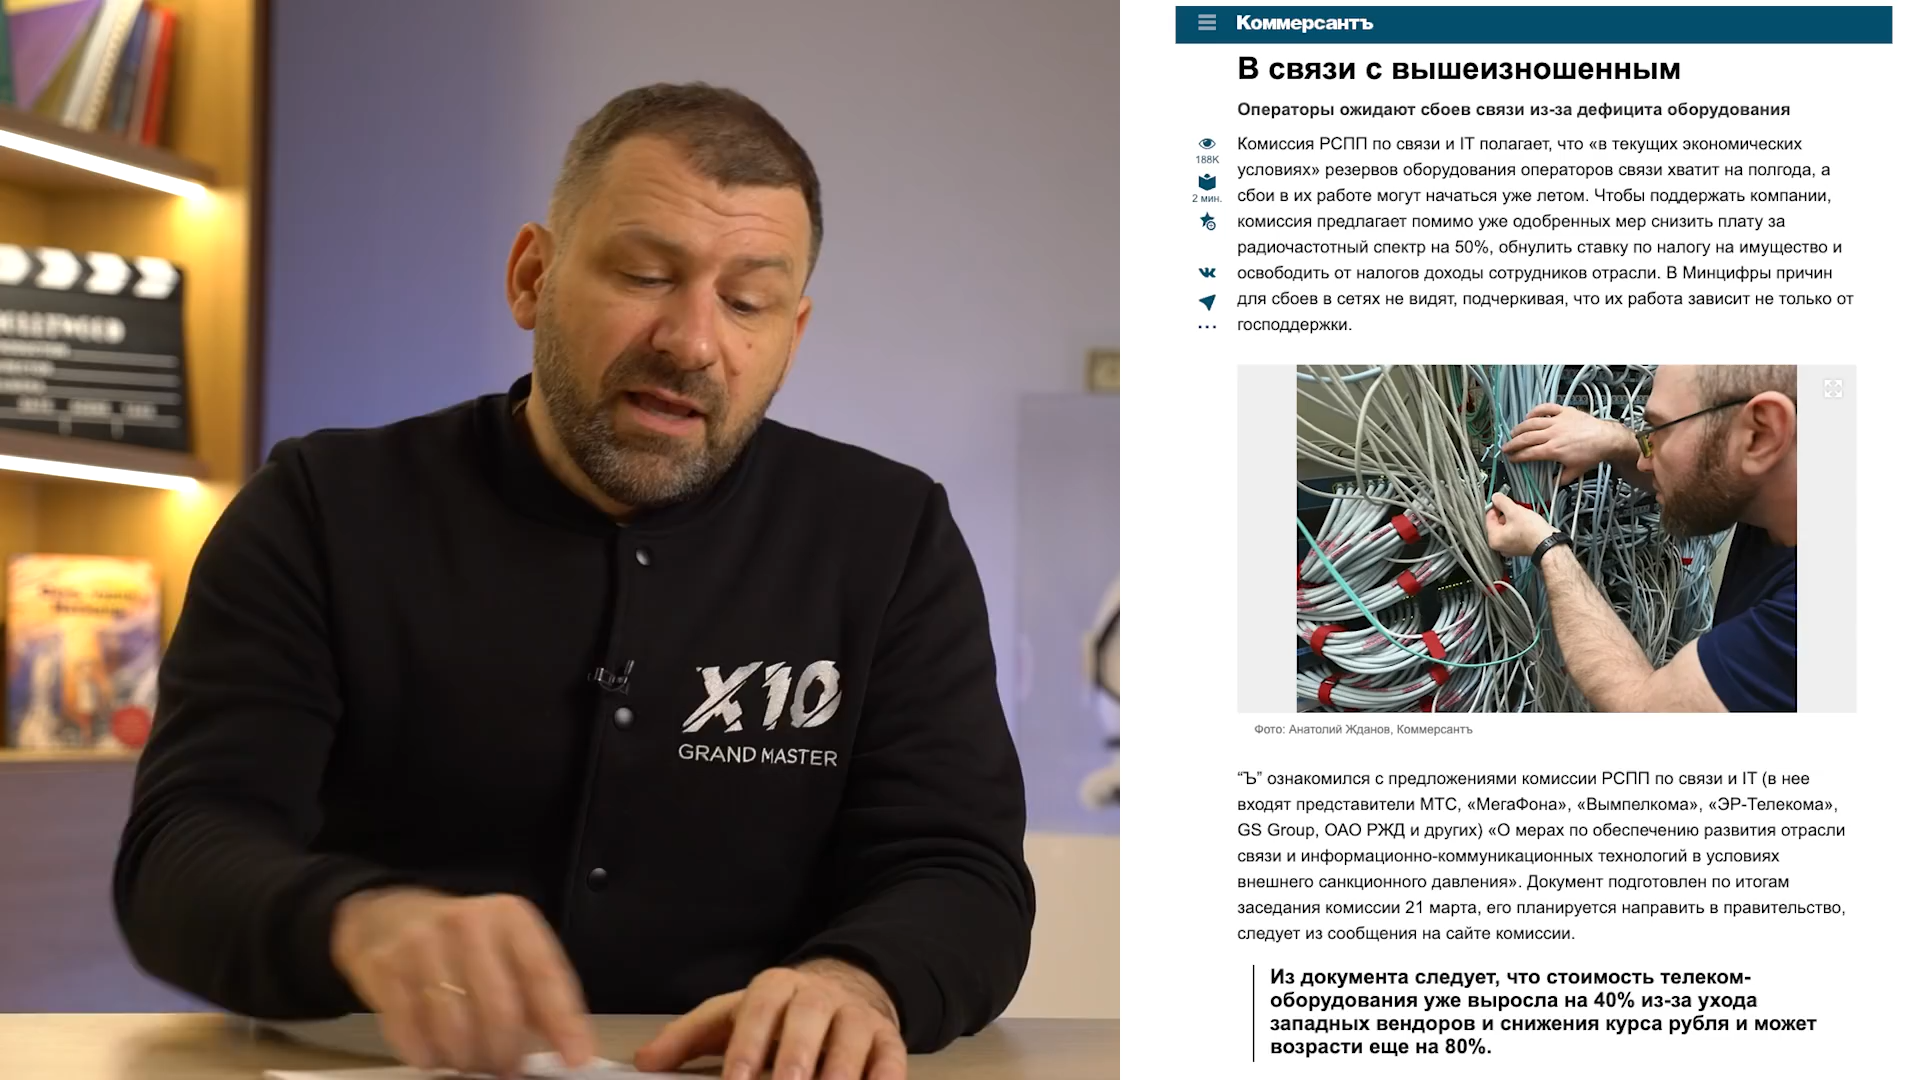 X10
GRAND MASTER
Коммерсантъ
В связи с вышеизношенным
Операторы ожидают сбоев связи из-за дефицита оборудования
188K
2 мин.
Комиссия РСПП по связи и IT полагает, что «в текущих экономических
условиях» резервов оборудования операторов связи хватит на полгода, а
сбои в их работе могут начаться уже летом. Чтобы поддержать компании,
комиссия предлагает помимо уже одобренных мер снизить плату за
радиочастотный спектр на 50%, обнулить ставку по налогу на имущество и
освободить от налогов доходы сотрудников отрасли. В Минцифры причин
для сбоев в сетях не видят, подчеркивая, что их работа зависит не только от
господдержки.
Фото: Анатолий Жданов, Коммерсантъ
“Ъ” ознакомился с предложениями комиссии РСПП по связи и IT (в нее
входят представители МТС, «МегаФона», «Вымпелкома», «ЭР-Телекома»,
GS Group, ОАО РЖД и других) «О мерах по обеспечению развития отрасли
связи и информационно-коммуникационных технологий в условиях
внешнего санкционного давления». Документ подготовлен по итогам
заседания комиссии 21 марта, его планируется направить в правительство,
следует из сообщения на сайте комиссии.
Из документа следует, что стоимость телеком-
оборудования уже выросла на 40% из-за ухода
западных вендоров и снижения курса рубля и может
возрасти еще на 80%.